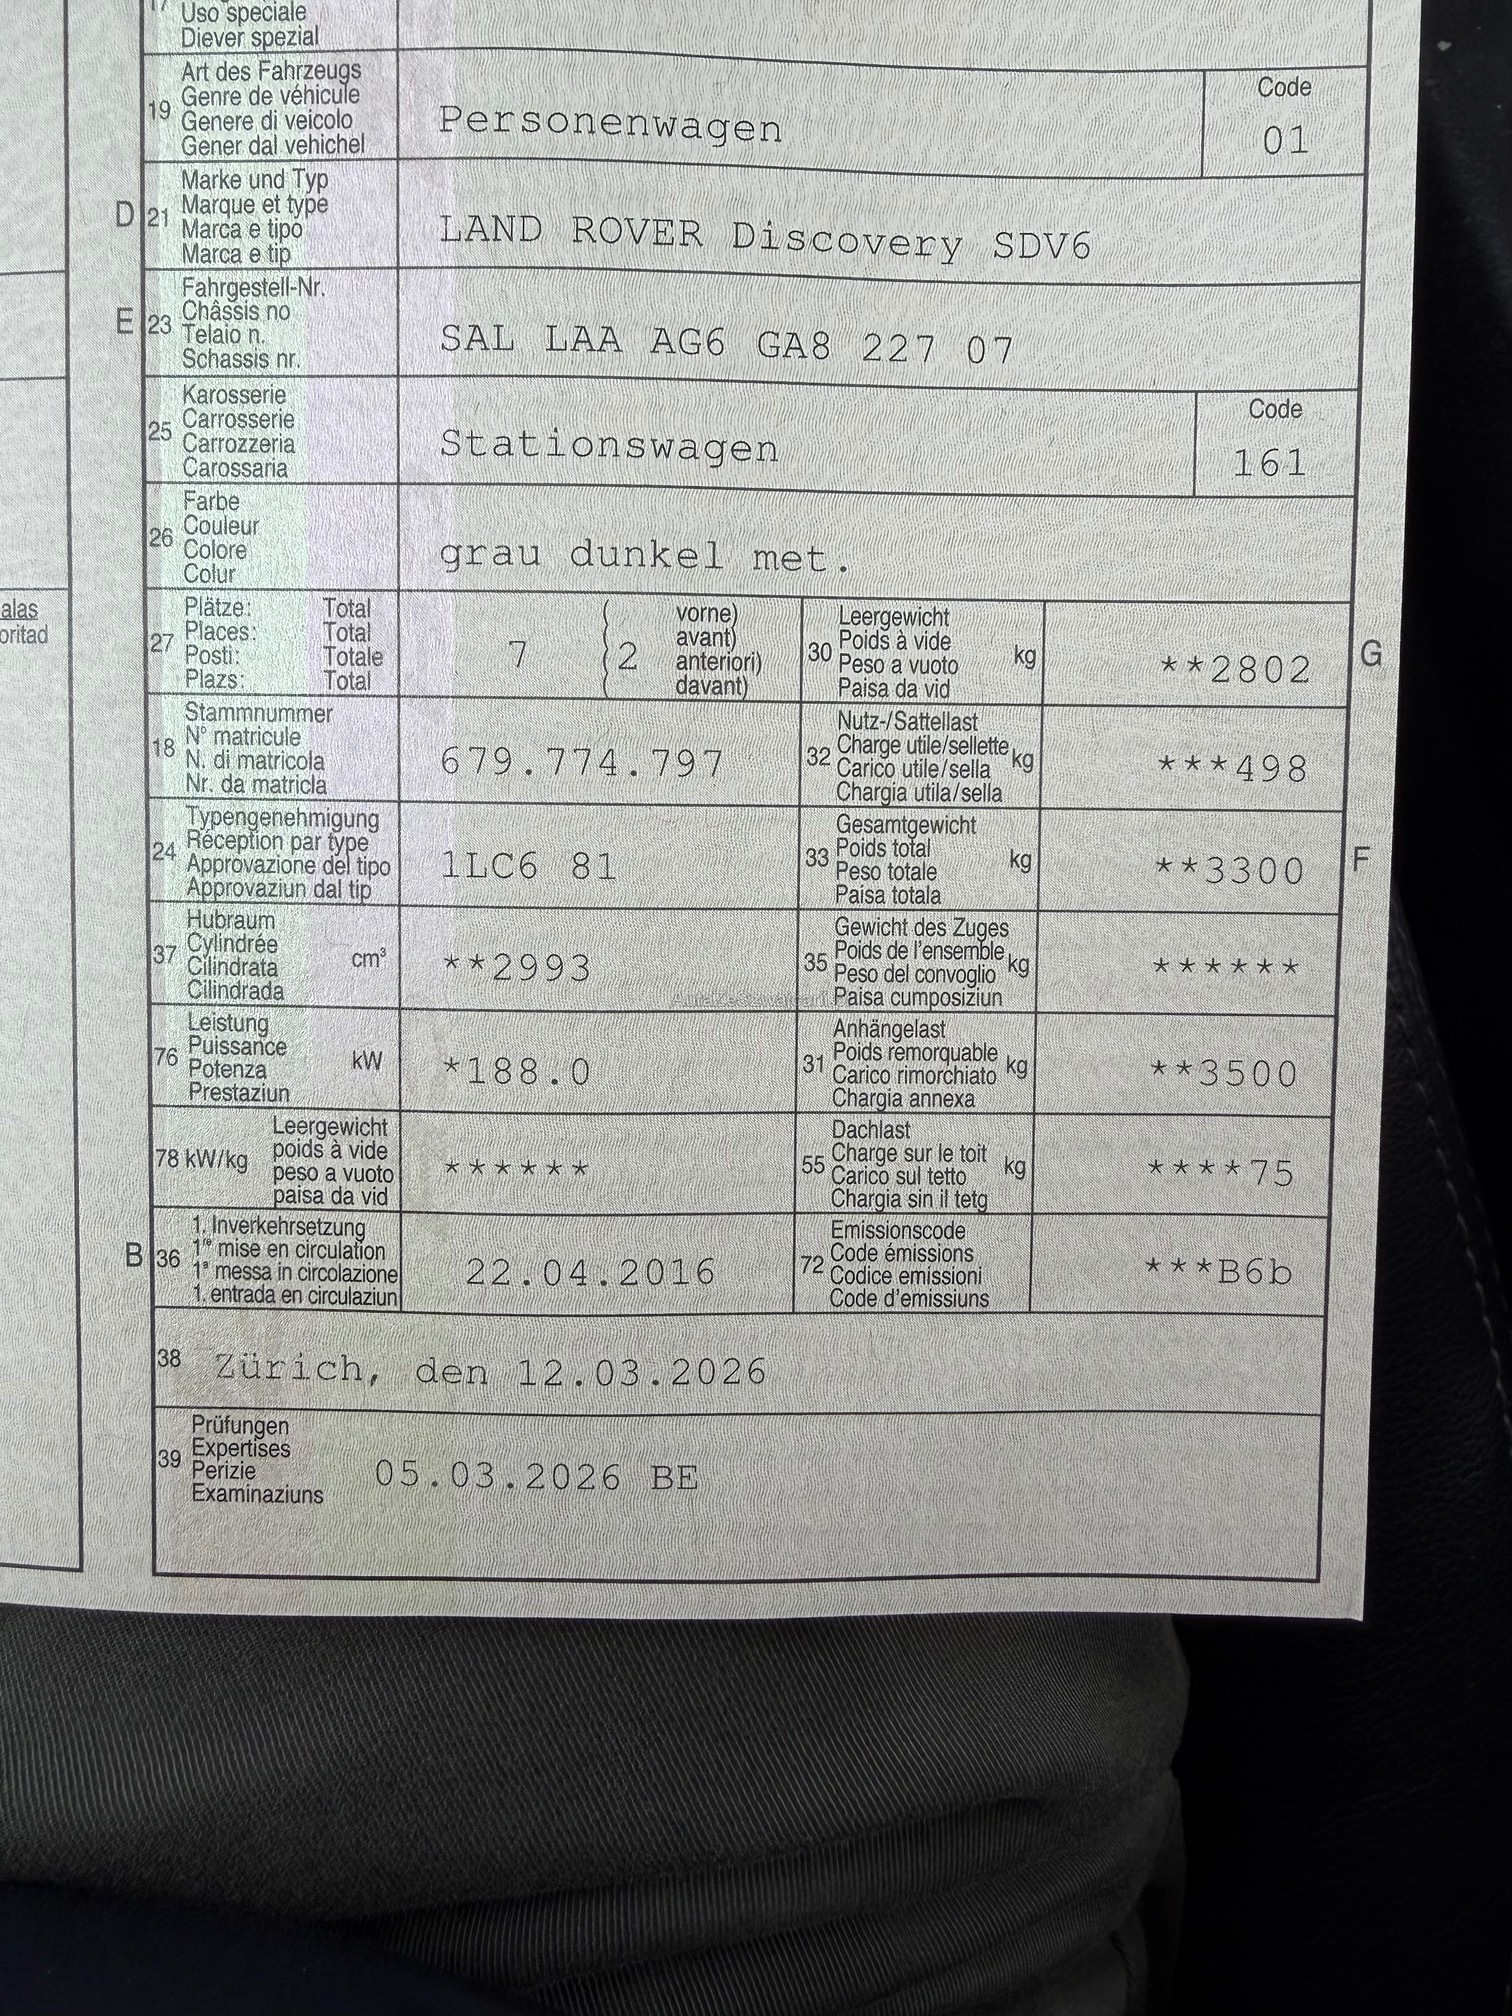 17 Uso speciale
Diever spezial
19 Art des Fahrzeugs
Genre de véhicule
Genere di veicolo
Gener dal vehichel
Personenwagen
Code
01
D 21 Marke und Typ
Marque et type
Marca e tipo
Marca e tip
LAND ROVER Discovery SDV6
E 23 Fahrgestell-Nr.
Châssis no
Telaio n.
Schassis nr.
SAL LAA AG6 GA8 227 07
25 Karosserie
Carrosserie
Carrozzeria
Carossaria
Stationswagen
Code
161
26 Farbe
Couleur
Colore
Colur
grau dunkel met.
alas
oritad
27 Plätze: Total
Places: Total
Posti: Totale
Plazs: Total
7 (2 vorne)
avant)
anteriori)
davant)
30 Leergewicht
Poids à vide kg
Peso a vuoto
Paisa da vid
**2802
G
18 Stammnummer
N° matricule
N. di matricola
Nr. da matricla
679.774.797
32 Nutz-/Sattellast
Charge utile/sellette kg
Carico utile/sella
Chargia utila/sella
***498
24 Typengenehmigung
Réception par type
Approvazione del tipo
Approvaziun dal tip
1LC6 81
33 Gesamtgewicht
Poids total kg
Peso totale
Paisa totala
**3300
F
37 Hubraum
Cylindrée cm³
Cilindrata
Cilindrada
**2993
35 Gewicht des Zuges
Poids de l'ensemble kg
Peso del convoglio
Paisa cumposiziun
******
76 Leistung
Puissance kW
Potenza
Prestaziun
*188.0
31 Anhängelast
Poids remorquable kg
Carico rimorchiato
Chargia annexa
**3500
78 kW/kg Leergewicht
poids à vide
peso a vuoto
paisa da vid
******
55 Dachlast
Charge sur le toit kg
Carico sul tetto
Chargia sin il tetg
****75
B 36 1. Inverkehrsetzung
1re mise en circulation
1a messa in circolazione
1. entrada en circulaziun
22.04.2016
72 Emissionscode
Code émissions
Codice emissioni
Code d'emissiuns
***B6b
38 Zürich, den 12.03.2026
39 Prüfungen
Expertises
Perizie
Examinaziuns
05.03.2026 BE